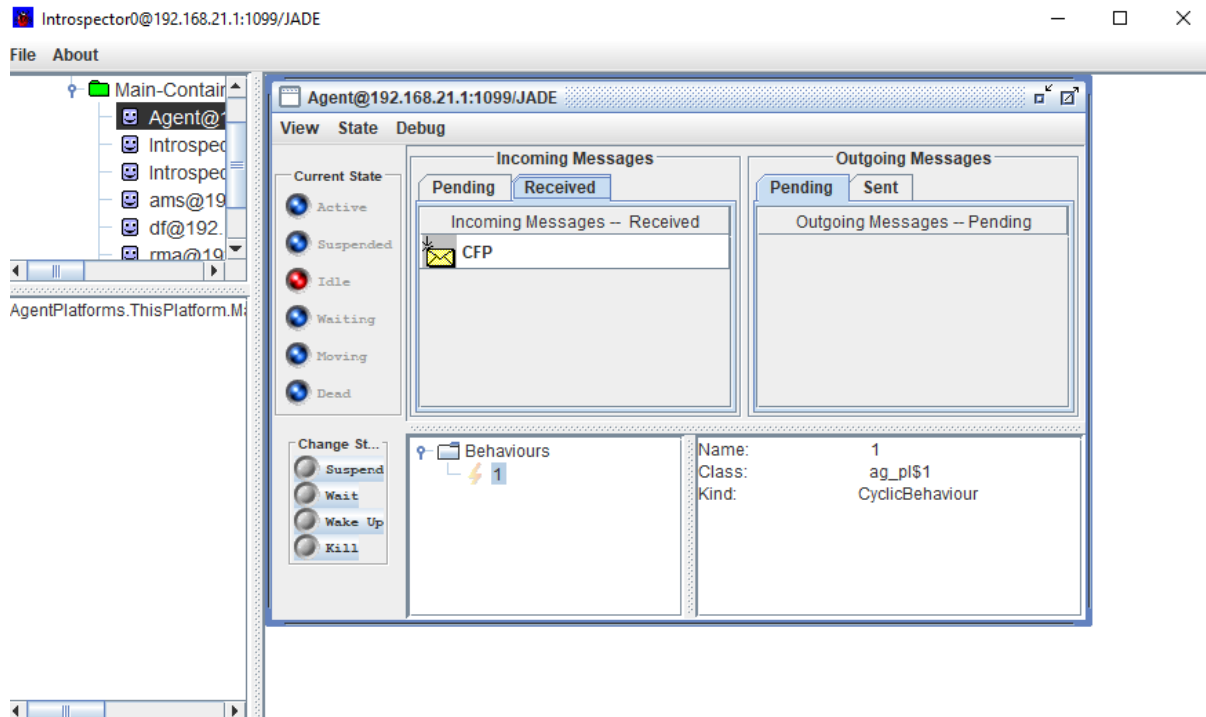 Introspector0@192.168.21.1:1099/JADE
File About
Main-Contair
Agent@1
Introspec
Introspec
ams@19
df@192.
rma@19
AgentPlatforms.ThisPlatform.Ma
Agent@192.168.21.1:1099/JADE
View State Debug
Current State
Active
Suspended
Idle
Waiting
Moving
Dead
Incoming Messages
Pending Received
Incoming Messages -- Received
CFP
Outgoing Messages
Pending Sent
Outgoing Messages -- Pending
Change St...
Suspend
Wait
Wake Up
Kill
Behaviours
1
Name: 1
Class: ag_pl$1
Kind: CyclicBehaviour